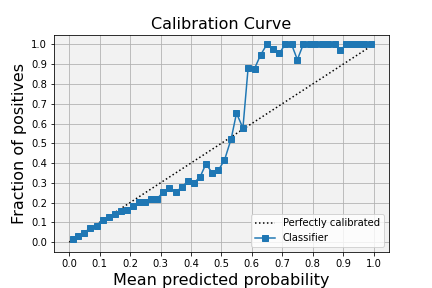 Calibration Curve
Fraction of positives
1.0
0.9
0.8
0.7
0.6
0.5
0.4
0.3
0.2
0.1
0.0
Perfectly calibrated
Classifier
0.0 0.1 0.2 0.3 0.4 0.5 0.6 0.7 0.8 0.9 1.0
Mean predicted probability